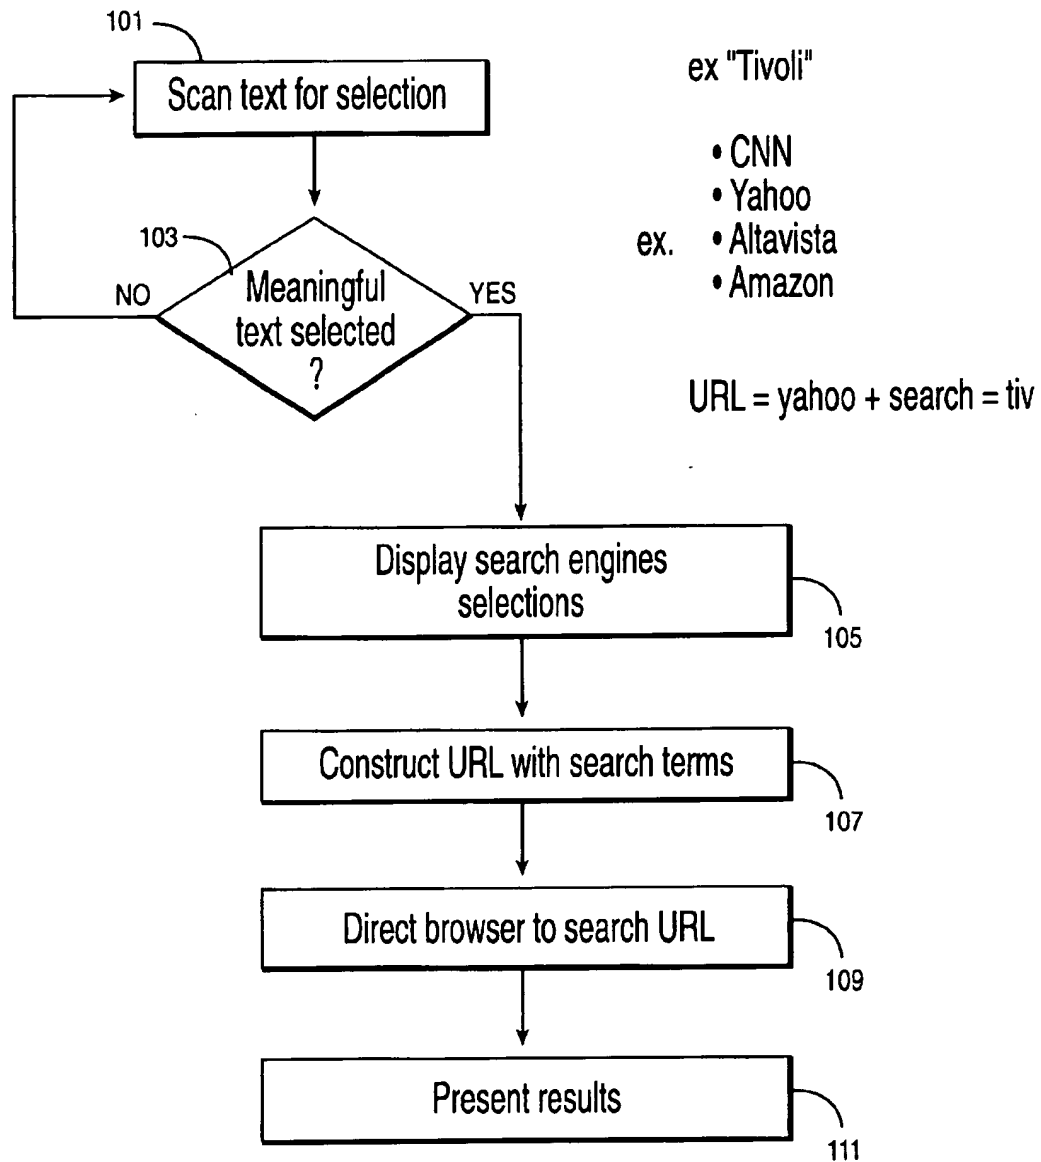 101
Scan text for selection
103
Meaningful
text selected
?
NO
YES
ex "Tivoli"
• CNN
• Yahoo
ex. • Altavista
• Amazon
URL = yahoo + search = tiv
Display search engines
selections
105
Construct URL with search terms
107
Direct browser to search URL
109
Present results
111